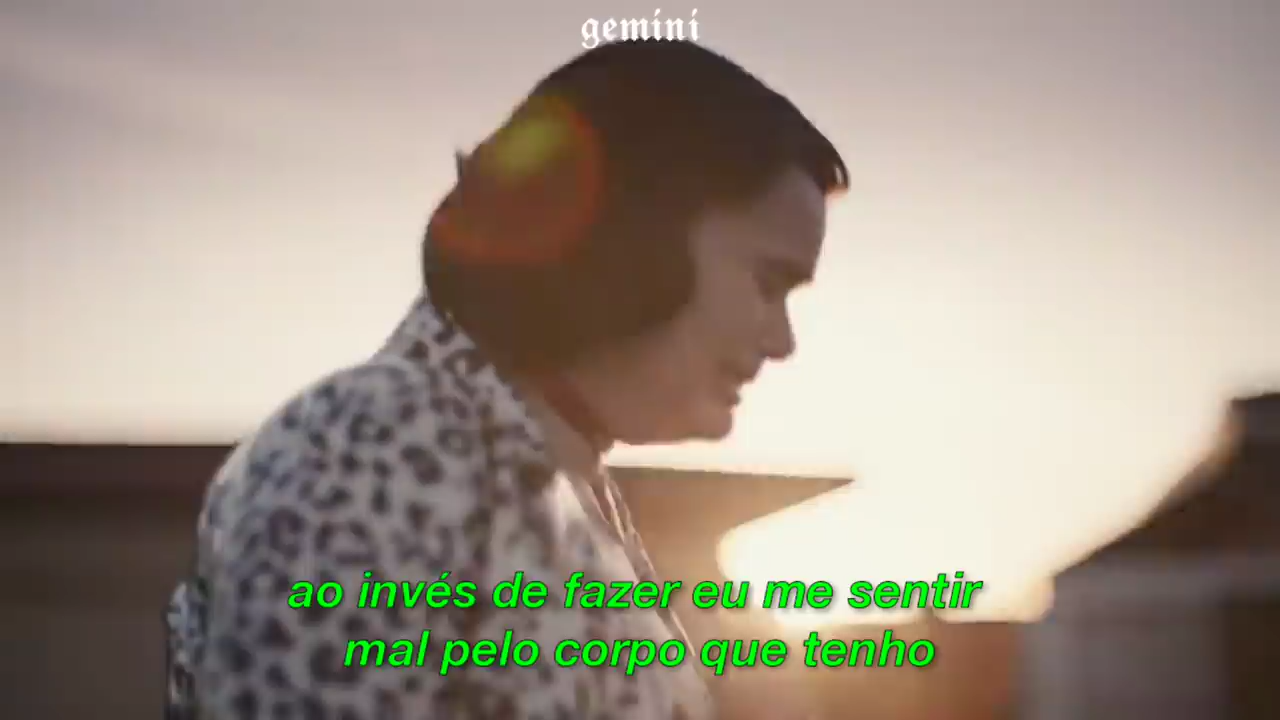 gemini
ao invés de fazer eu me sentir
mal pelo corpo que tenho